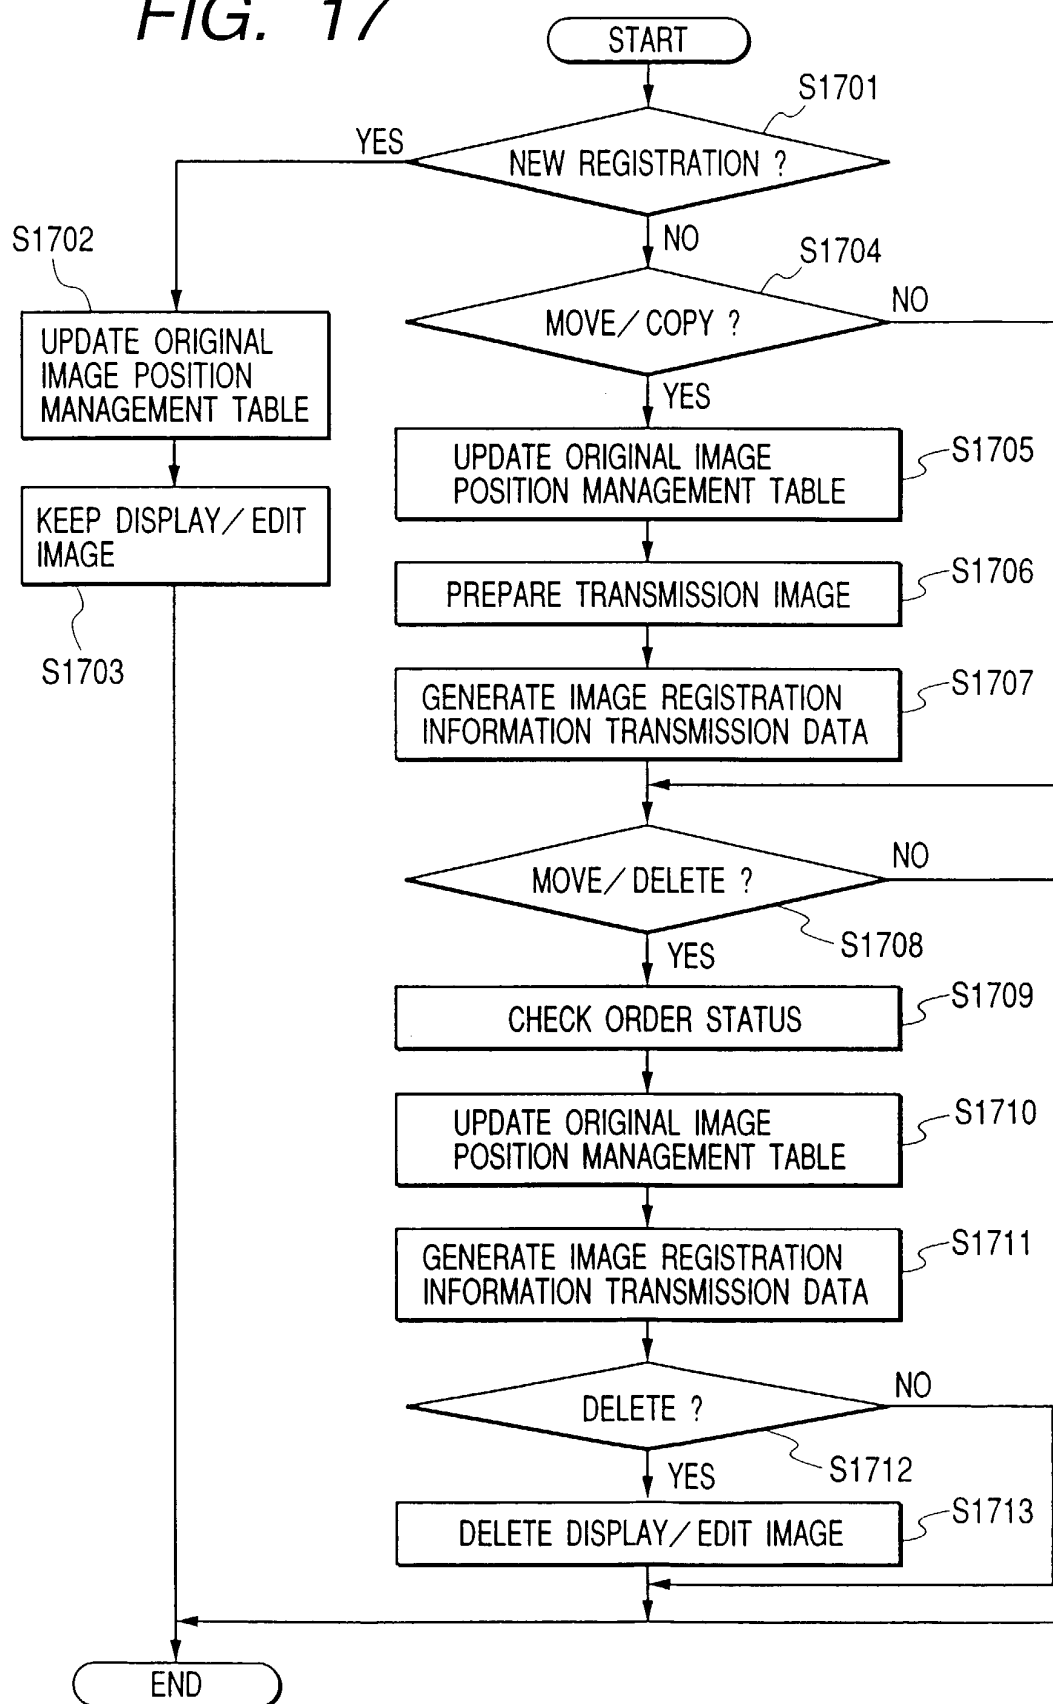 FIG. 17
START
S1701
YES
NEW REGISTRATION ?
NO
S1702
S1704
NO
MOVE/COPY ?
YES
UPDATE ORIGINAL
IMAGE POSITION
MANAGEMENT TABLE
S1705
UPDATE ORIGINAL IMAGE
POSITION MANAGEMENT TABLE
KEEP DISPLAY/EDIT
IMAGE
S1703
S1706
PREPARE TRANSMISSION IMAGE
S1707
GENERATE IMAGE REGISTRATION
INFORMATION TRANSMISSION DATA
NO
MOVE/DELETE ?
S1708
YES
S1709
CHECK ORDER STATUS
S1710
UPDATE ORIGINAL IMAGE
POSITION MANAGEMENT TABLE
S1711
GENERATE IMAGE REGISTRATION
INFORMATION TRANSMISSION DATA
NO
DELETE ?
S1712
YES
S1713
DELETE DISPLAY/EDIT IMAGE
END